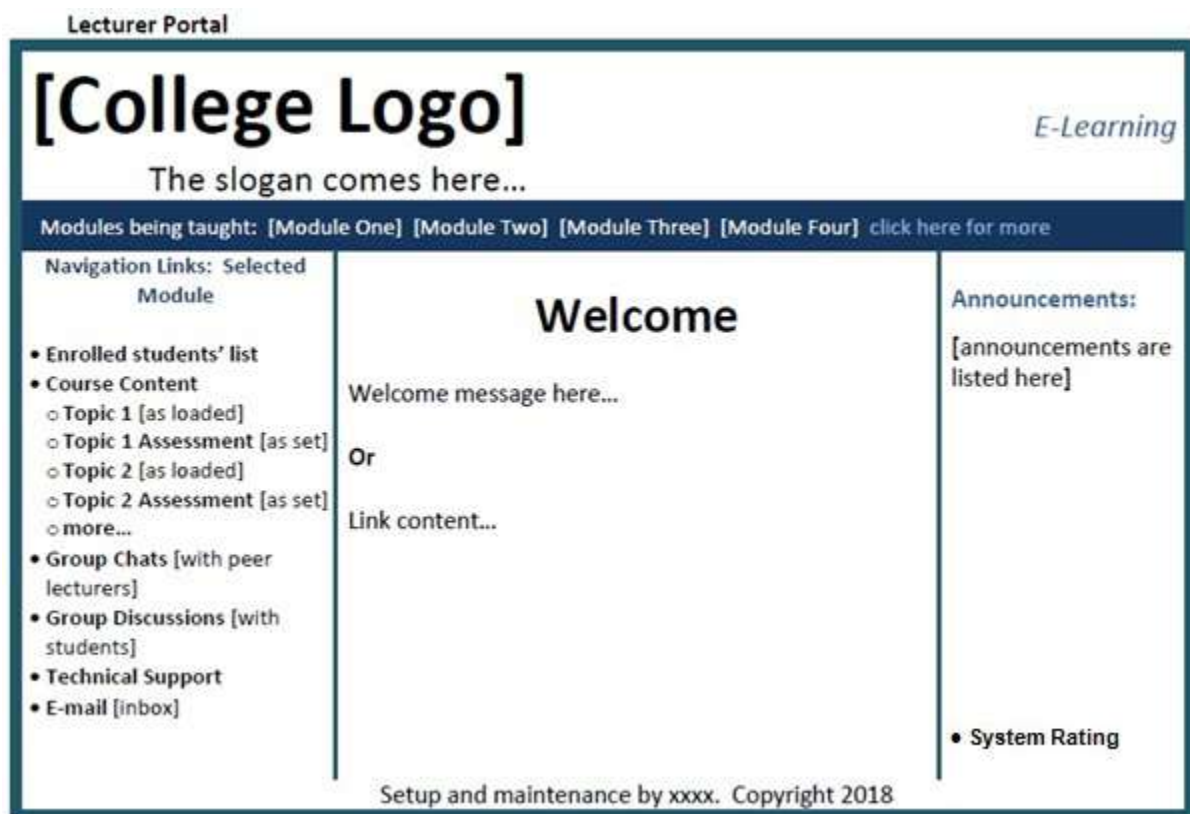 Lecturer Portal
[College Logo]
E-Learning
The slogan comes here...
Modules being taught: [Module One] [Module Two] [Module Three] [Module Four] click here for more
Navigation Links: Selected
Module
• Enrolled students' list
• Course Content
o Topic 1 [as loaded]
o Topic 1 Assessment [as set]
o Topic 2 [as loaded]
o Topic 2 Assessment [as set]
o more...
• Group Chats [with peer
lecturers]
• Group Discussions [with
students]
• Technical Support
• E-mail [inbox]
Welcome
Welcome message here...
Or
Link content...
Announcements:
[announcements are
listed here]
• System Rating
Setup and maintenance by xxxx. Copyright 2018